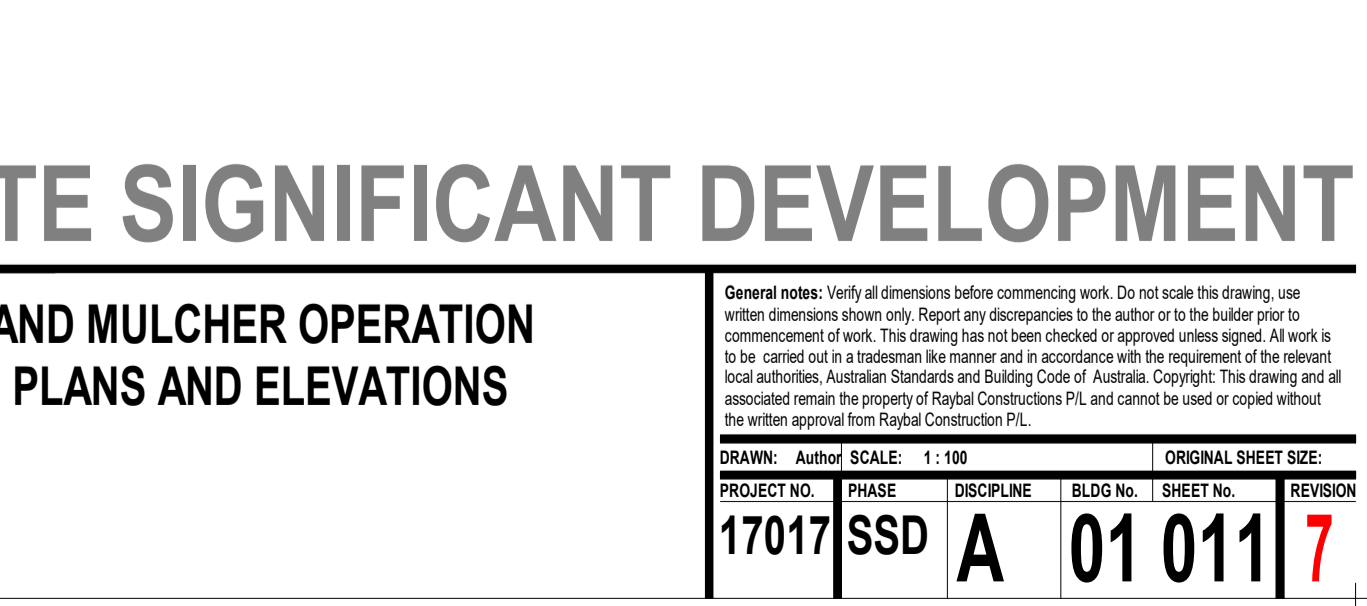 TE SIGNIFICANT DEVELOPMENT
AND MULCHER OPERATION
PLANS AND ELEVATIONS
General notes: Verify all dimensions before commencing work. Do not scale this drawing, use
written dimensions shown only. Report any discrepancies to the author or to the builder prior to
commencement of work. This drawing has not been checked or approved unless signed. All work is
to be carried out in a tradesman like manner and in accordance with the requirement of the relevant
local authorities, Australian Standards and Building Code of Australia. Copyright: This drawing and all
associated remain the property of Raybal Constructions P/L and cannot be used or copied without
the written approval from Raybal Construction P/L.
DRAWN: Author SCALE: 1 : 100 ORIGINAL SHEET SIZE:
PROJECT NO. PHASE DISCIPLINE BLDG No. SHEET No. REVISION
17017 SSD A 01 011 7